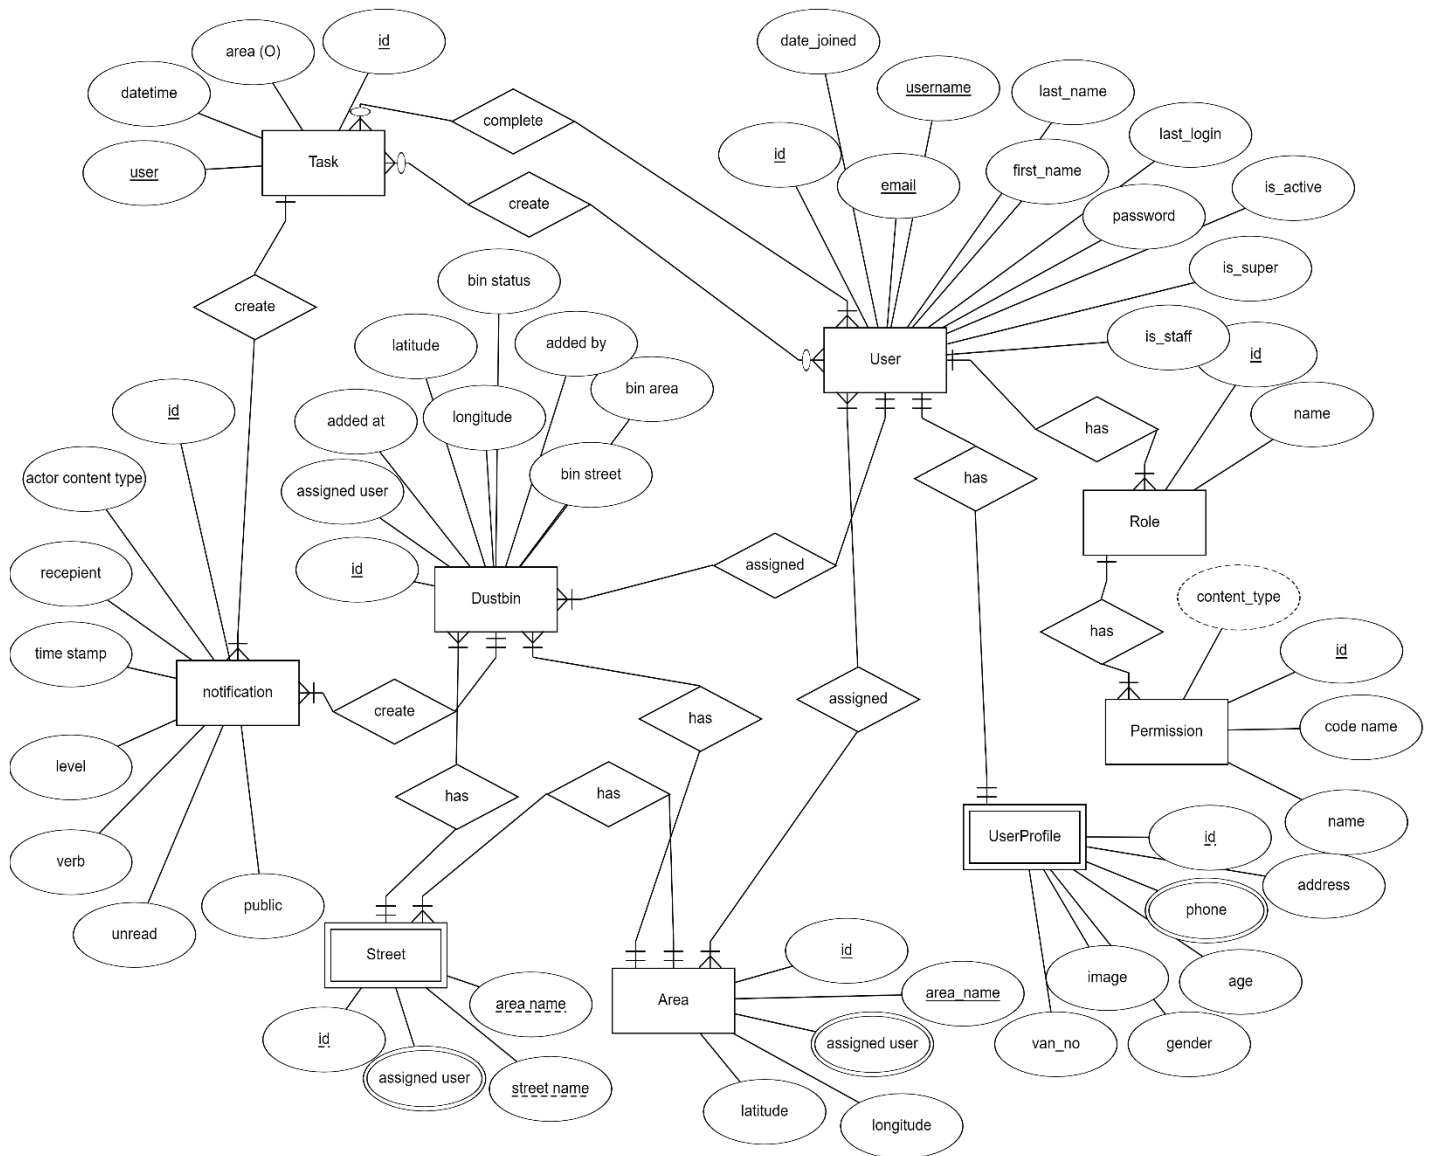 date_joined
id
area (O)
username
last_name
datetime
complete
last_login
id
first_name
Task
user
email
is_active
create
password
is_super
bin status
create
is_staff
latitude
added by
id
User
bin area
id
name
longitude
added at
has
actor content type
bin street
has
assigned user
Role
id
assigned
recepient
content_type
Dustbin
has
id
time stamp
notification
assigned
create
has
code name
Permission
level
has
has
name
UserProfile
id
verb
address
public
phone
unread
id
Street
image
age
area_name
area name
Area
id
assigned user
van_no
gender
assigned user
street name
latitude
longitude